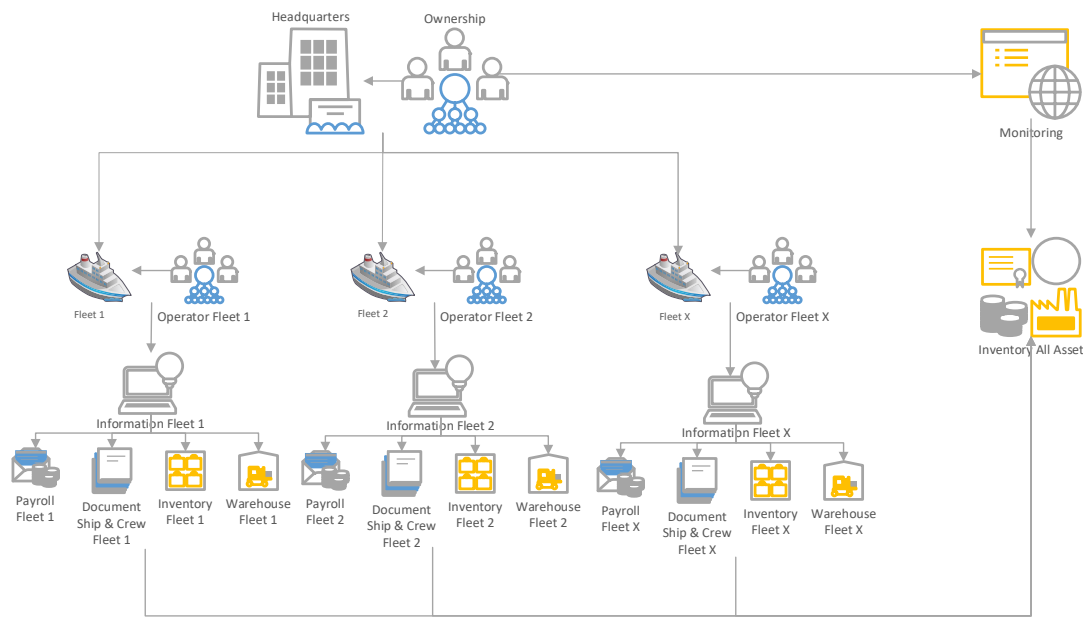 Headquarters
Ownership
Monitoring
Fleet 1
Operator Fleet 1
Fleet 2
Operator Fleet 2
Fleet X
Operator Fleet X
Inventory All Asset
Information Fleet 1
Information Fleet 2
Information Fleet X
Payroll
Fleet 1
Document
Ship & Crew
Fleet 1
Inventory
Fleet 1
Warehouse
Fleet 1
Payroll
Fleet 2
Document
Ship & Crew
Fleet 2
Inventory
Fleet 2
Warehouse
Fleet 2
Payroll
Fleet X
Document
Ship & Crew
Fleet X
Inventory
Fleet X
Warehouse
Fleet X